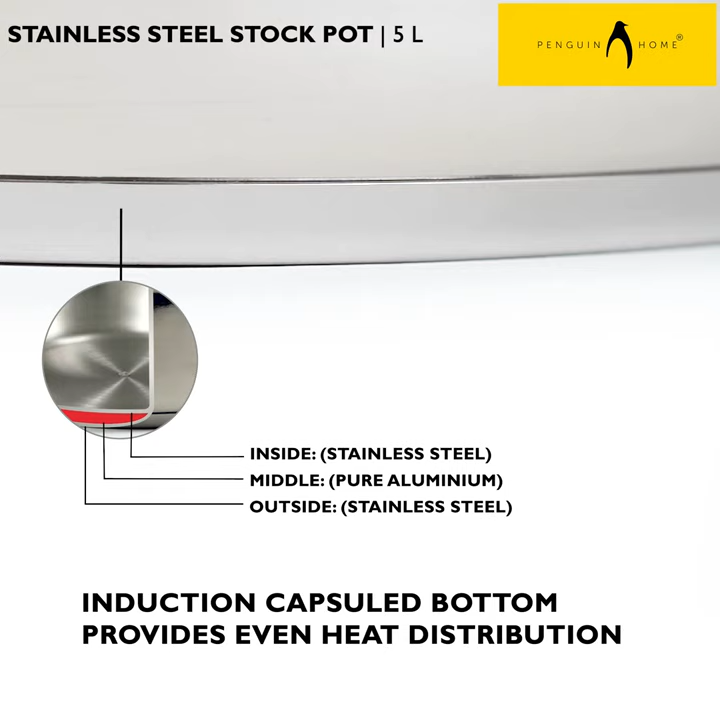 STAINLESS STEEL STOCK POT | 5 L
PENGUIN HOME®
INSIDE: (STAINLESS STEEL)
MIDDLE: (PURE ALUMINIUM)
OUTSIDE: (STAINLESS STEEL)
INDUCTION CAPSULED BOTTOM
PROVIDES EVEN HEAT DISTRIBUTION